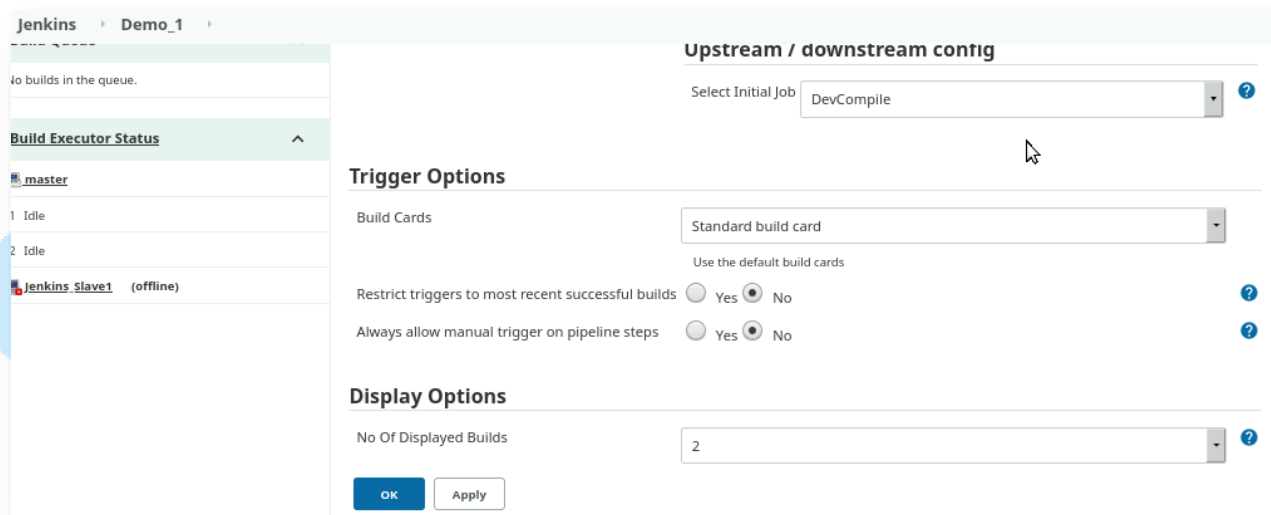 Jenkins Demo_1
Build Queue
No builds in the queue.
Build Executor Status
master
1 Idle
2 Idle
Jenkins_Slave1 (offline)
Upstream / downstream config
Select Initial Job DevCompile
Trigger Options
Build Cards Standard build card
Use the default build cards
Restrict triggers to most recent successful builds Yes No
Always allow manual trigger on pipeline steps Yes No
Display Options
No Of Displayed Builds 2
OK Apply